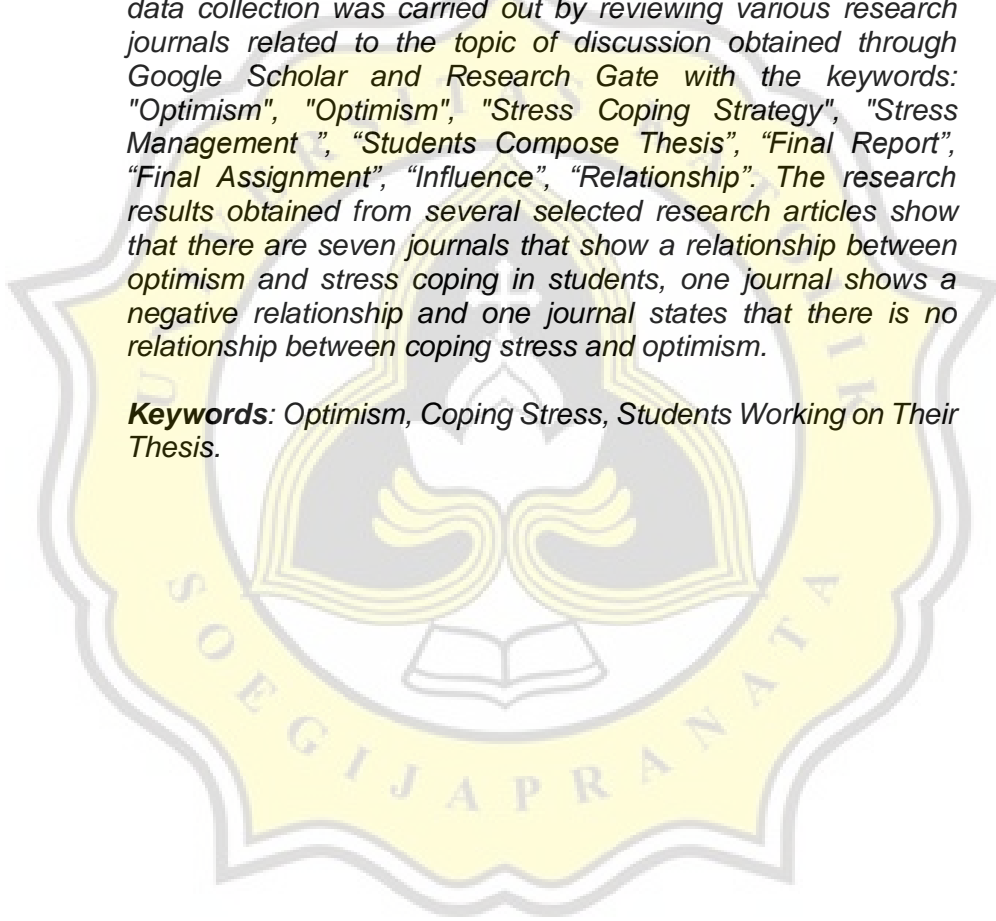 data collection was carried out by reviewing various research
journals related to the topic of discussion obtained through
Google Scholar and Research Gate with the keywords:
"Optimism", "Optimism", "Stress Coping Strategy", "Stress
Management ”, “Students Compose Thesis”, “Final Report”,
“Final Assignment”, “Influence”, “Relationship”. The research
results obtained from several selected research articles show
that there are seven journals that show a relationship between
optimism and stress coping in students, one journal shows a
negative relationship and one journal states that there is no
relationship between coping stress and optimism.
Keywords: Optimism, Coping Stress, Students Working on Their
Thesis.
SOEGIJAPRANATA